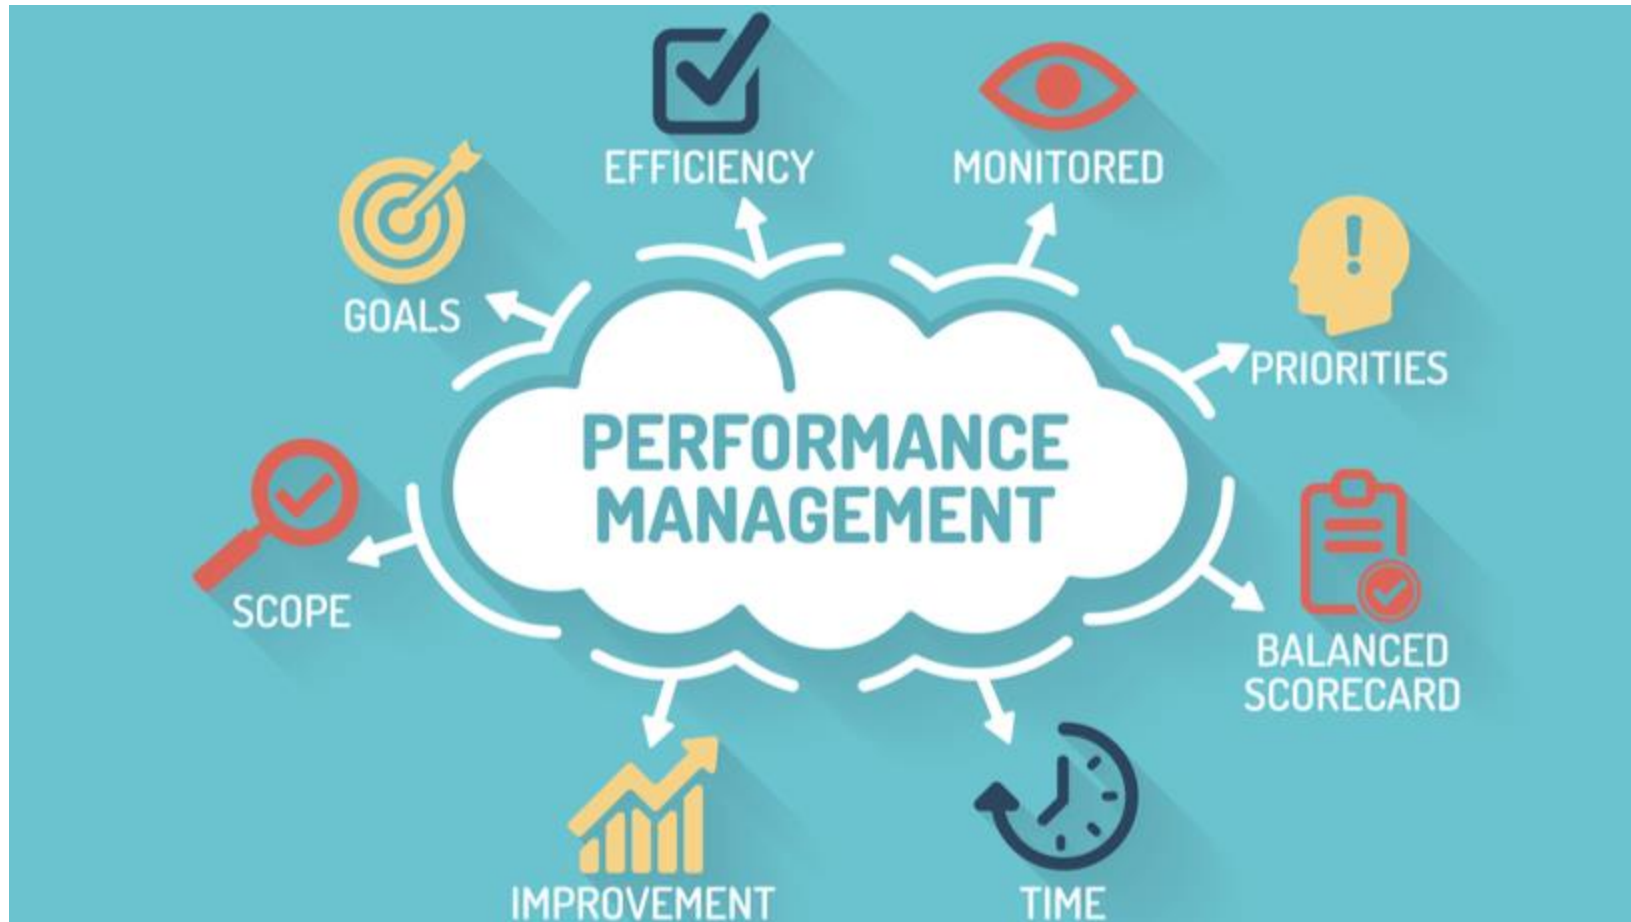 EFFICIENCY
MONITORED
GOALS
PRIORITIES
PERFORMANCE
MANAGEMENT
SCOPE
BALANCED
SCORECARD
IMPROVEMENT
TIME